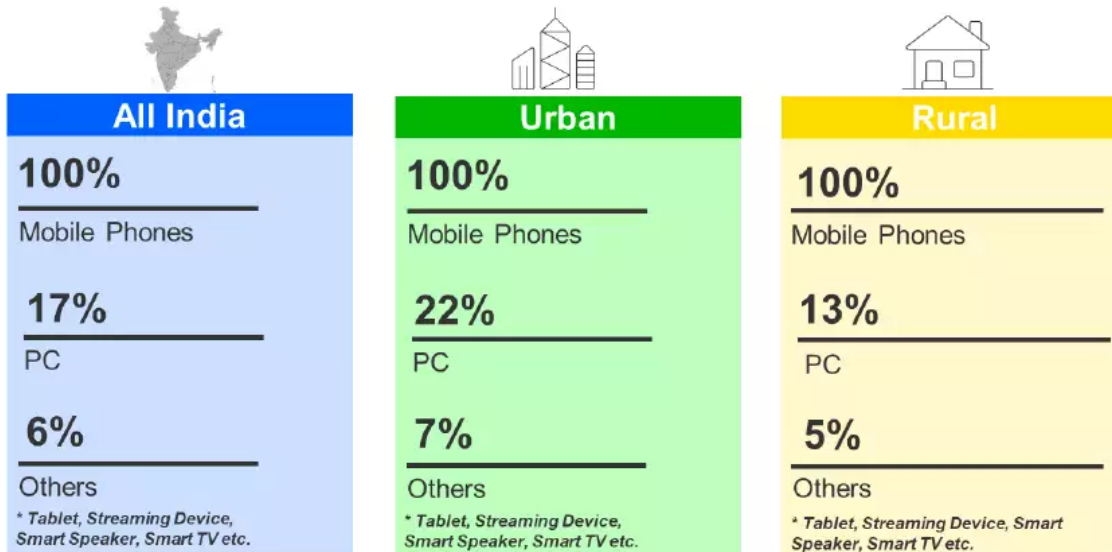 All India
100%
Mobile Phones
17%
PC
6%
Others
* Tablet, Streaming Device,
Smart Speaker, Smart TV etc.
Urban
100%
Mobile Phones
22%
PC
7%
Others
* Tablet, Streaming Device,
Smart Speaker, Smart TV etc.
Rural
100%
Mobile Phones
13%
PC
5%
Others
* Tablet, Streaming Device, Smart
Speaker, Smart TV etc.